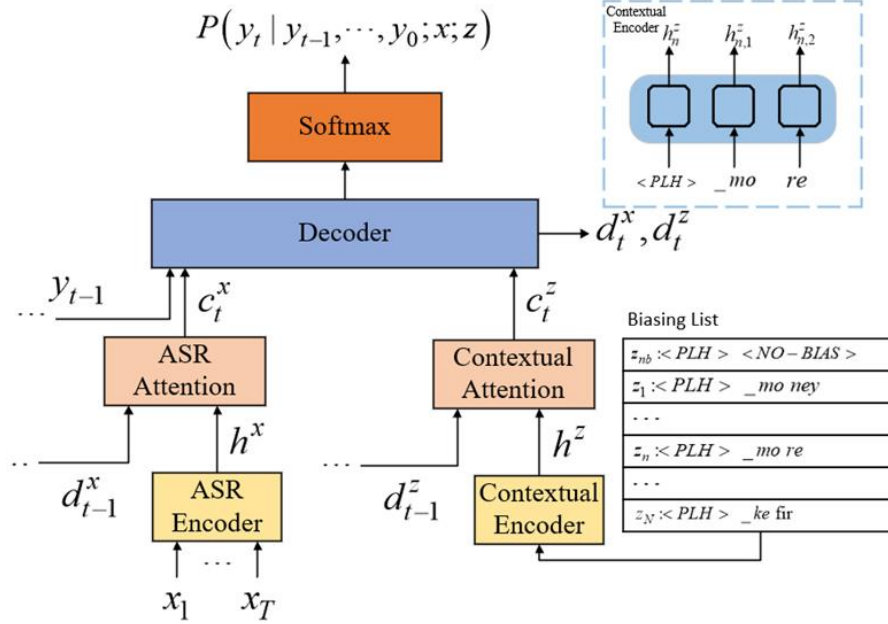 P(y_t | y_{t-1}, ⋯, y_0; x; z)
Softmax
Decoder
d_t^x, d_t^z
⋯ y_{t-1}
c_t^x
c_t^z
ASR
Attention
Contextual
Attention
⋯ d_{t-1}^x
h^x
⋯ d_{t-1}^z
h^z
ASR
Encoder
Contextual
Encoder
x_1 ⋯ x_T
Contextual
Encoder
h_n^z h_{n,1}^z h_{n,2}^z
<PLH> _mo re
Biasing List
z_{nb}:<PLH> <NO-BIAS>
z_1:<PLH> _mo ney
---
z_n:<PLH> _mo re
---
z_N:<PLH> _ke fir